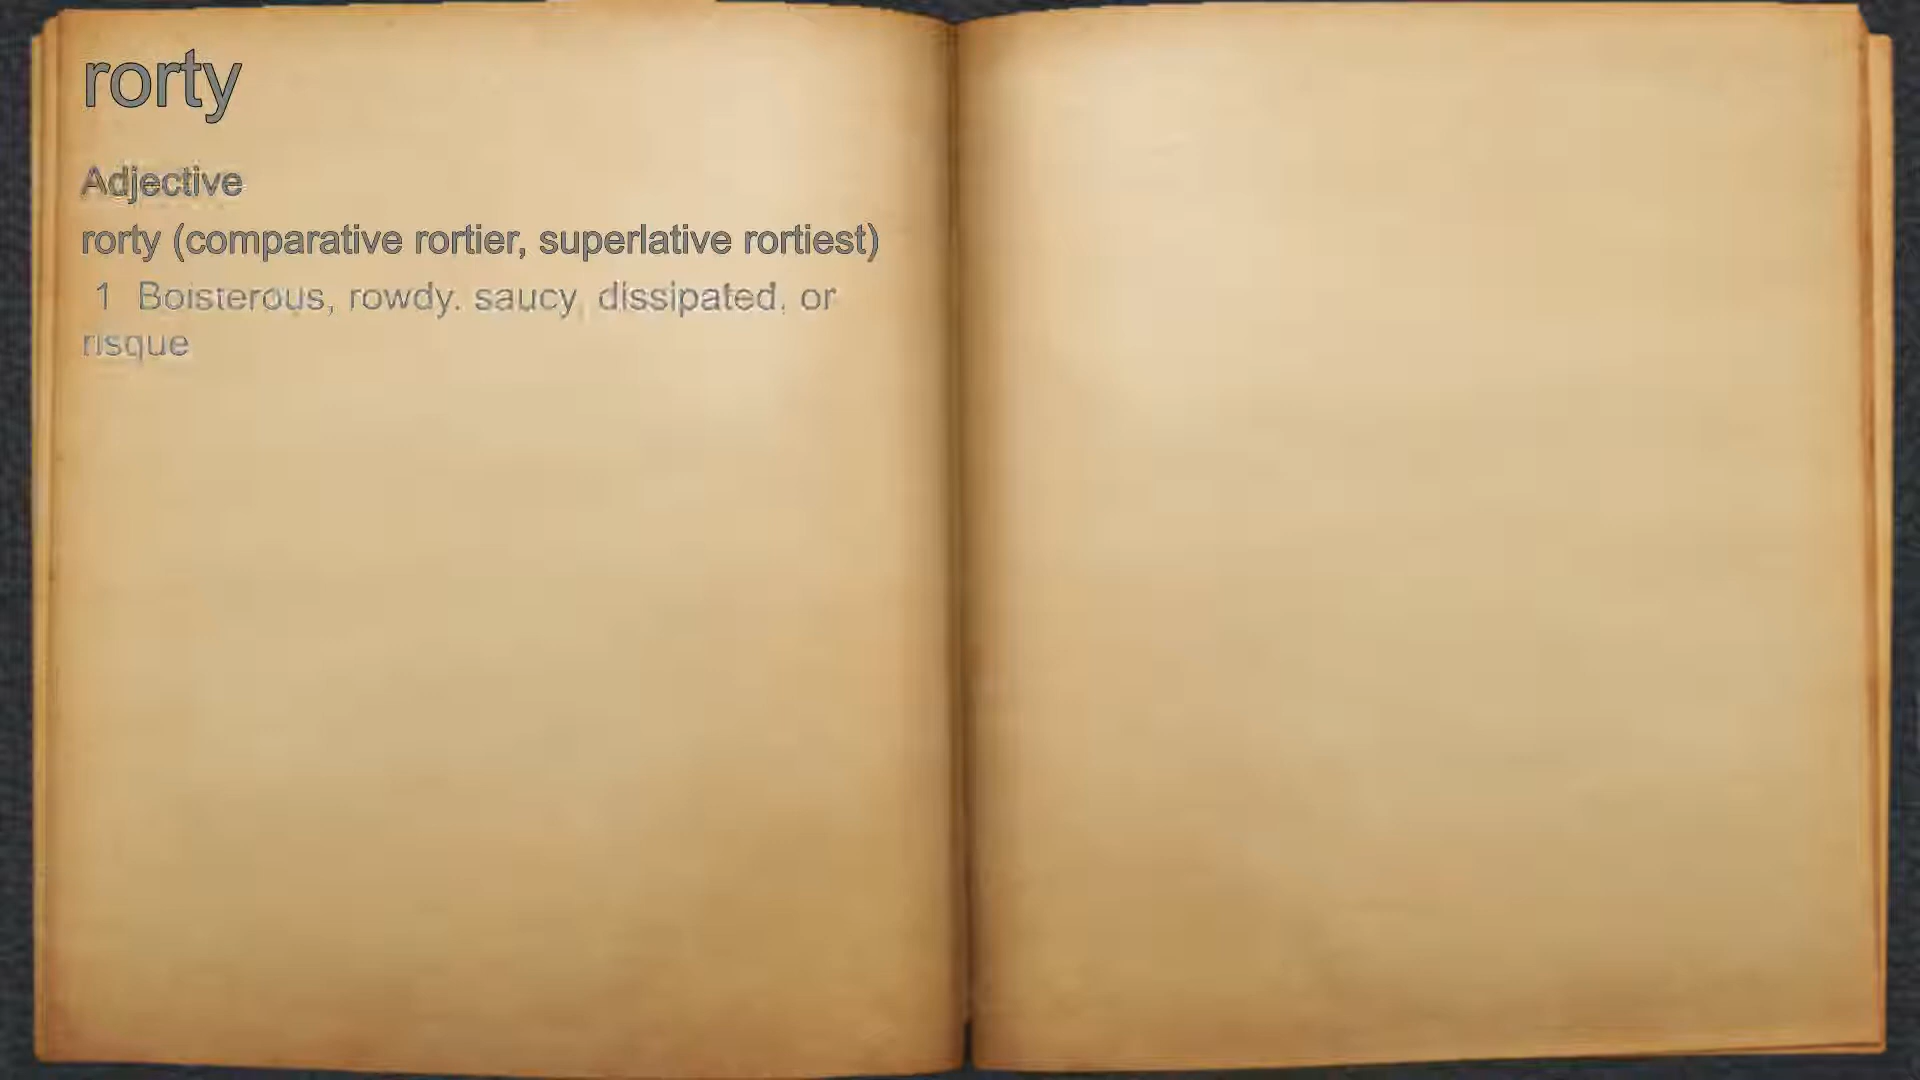 rorty
Adjective
rorty (comparative rortier, superlative rortiest)
1 Boisterous, rowdy. saucy, dissipated, or
risque